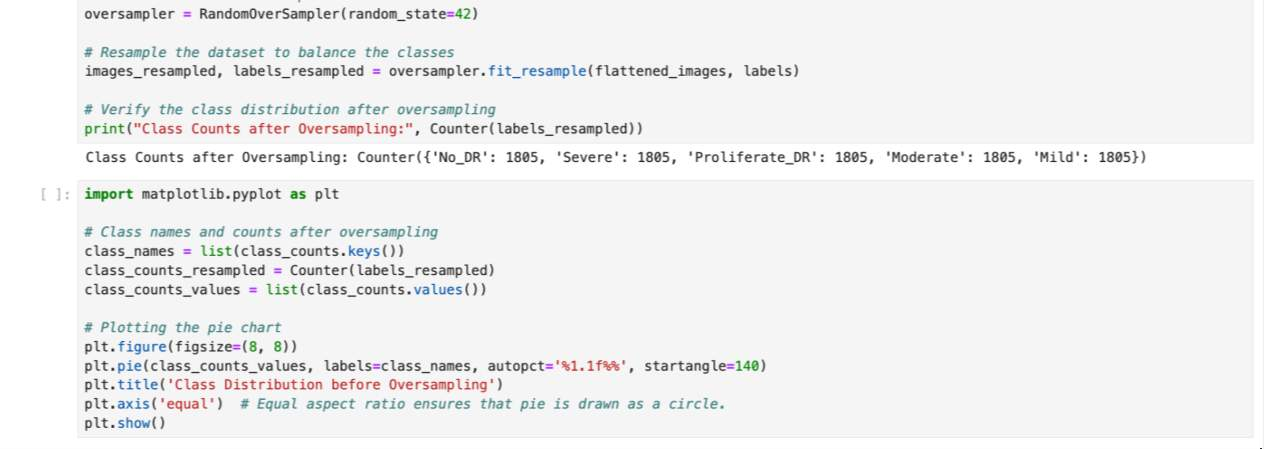 oversampler = RandomOverSampler(random_state=42)
# Resample the dataset to balance the classes
images_resampled, labels_resampled = oversampler.fit_resample(flattened_images, labels)
# Verify the class distribution after oversampling
print("Class Counts after Oversampling:", Counter(labels_resampled))
Class Counts after Oversampling: Counter({'No_DR': 1805, 'Severe': 1805, 'Proliferate_DR': 1805, 'Moderate': 1805, 'Mild': 1805})
[ ]: import matplotlib.pyplot as plt
# Class names and counts after oversampling
class_names = list(class_counts.keys())
class_counts_resampled = Counter(labels_resampled)
class_counts_values = list(class_counts.values())
# Plotting the pie chart
plt.figure(figsize=(8, 8))
plt.pie(class_counts_values, labels=class_names, autopct='%1.1f%%', startangle=140)
plt.title('Class Distribution before Oversampling')
plt.axis('equal')  # Equal aspect ratio ensures that pie is drawn as a circle.
plt.show()